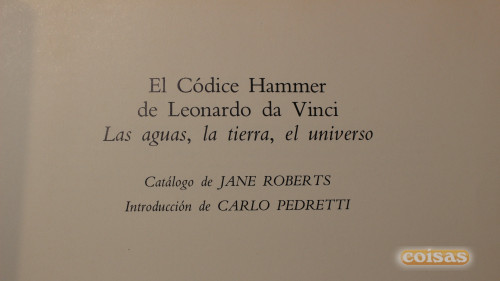 El Códice Hammer
de Leonardo da Vinci
Las aguas, la tierra, el universo
Catálogo de JANE ROBERTS
Introducción de CARLO PEDRETTI
coisas